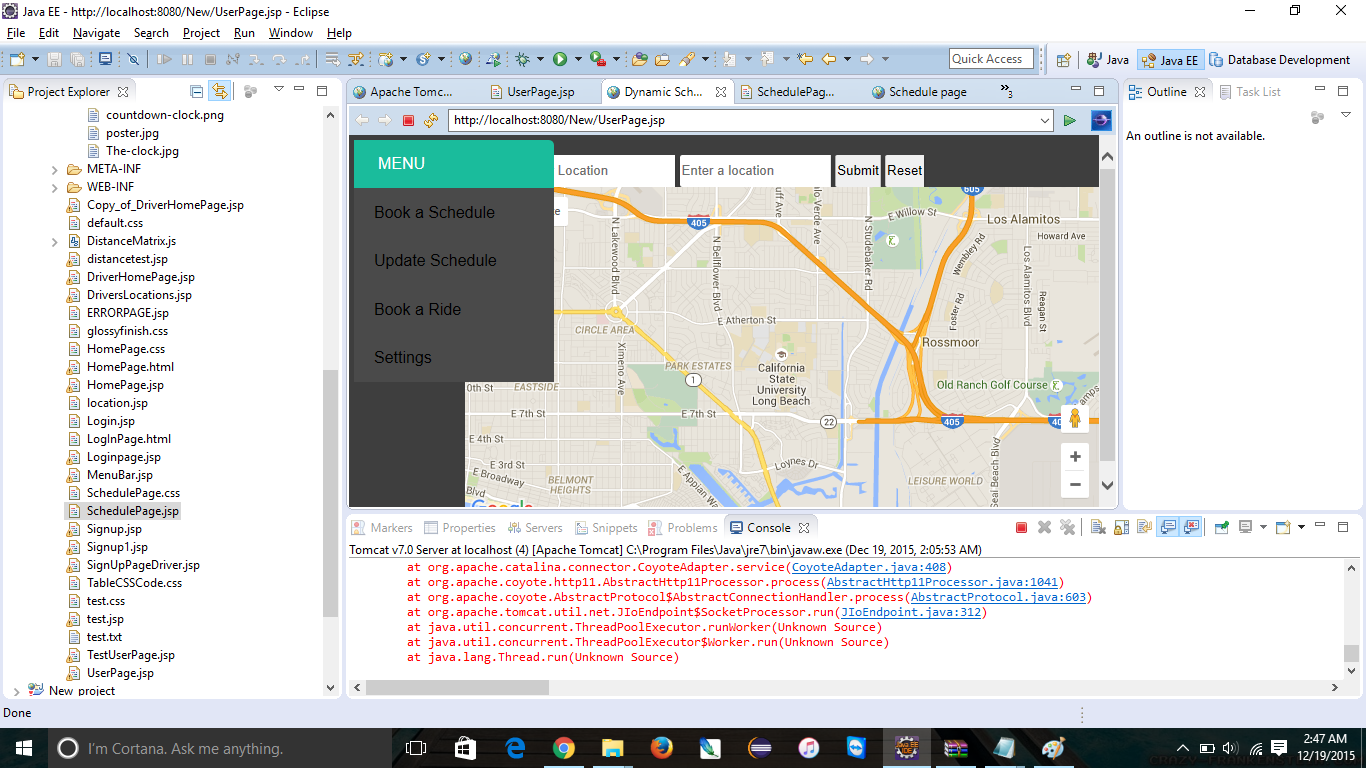 Java EE - http://localhost:8080/New/UserPage.jsp - Eclipse
File Edit Navigate Search Project Run Window Help
Quick Access
Java
Java EE
Database Development
Project Explorer
countdown-clock.png
poster.jpg
The-clock.jpg
META-INF
WEB-INF
Copy_of_DriverHomePage.jsp
default.css
DistanceMatrix.js
distancetest.jsp
DriverHomePage.jsp
DriversLocations.jsp
ERRORPAGE.jsp
glossyfinish.css
HomePage.css
HomePage.html
HomePage.jsp
location.jsp
Login.jsp
LogInPage.html
Loginpage.jsp
MenuBar.jsp
SchedulePage.css
SchedulePage.jsp
Signup.jsp
Signup1.jsp
SignUpPageDriver.jsp
TableCSSCode.css
test.css
test.jsp
test.txt
TestUserPage.jsp
UserPage.jsp
New_project
Apache Tomc... UserPage.jsp Dynamic Sch... SchedulePag... Schedule page »3
http://localhost:8080/New/UserPage.jsp
MENU
Location
Enter a location
Submit
Reset
Book a Schedule
Update Schedule
Book a Ride
Settings
e
405
605
E Willow St
Los Alamitos
Howard Ave
N Lakewood Blvd
N Bellflower Blvd
uff Ave
lo Verde Ave
N Studebaker Rd
Wembley Rd
Los Alamitos Blvd
Reagan St
Foster Rd
CIRCLE AREA
E Atherton St
Rossmoor
Ximeno Ave
PARK ESTATES
California
State
University
Long Beach
1
Old Ranch Golf Course
0th St
EASTSIDE
E 7th St
E 7th St
22
405
40
amps
E 4th St
E 3rd St
E Broadway
BELMONT
HEIGHTS
Loynes Dr
E Appian Way
LEISURE WORLD
Seal Beach Blvd
Blvd
Google
+
−
Outline
Task List
An outline is not available.
Markers Properties Servers Snippets Problems Console
Tomcat v7.0 Server at localhost (4) [Apache Tomcat] C:\Program Files\Java\jre7\bin\javaw.exe (Dec 19, 2015, 2:05:53 AM)
at org.apache.catalina.connector.CoyoteAdapter.service(CoyoteAdapter.java:408)
at org.apache.coyote.http11.AbstractHttp11Processor.process(AbstractHttp11Processor.java:1041)
at org.apache.coyote.AbstractProtocol$AbstractConnectionHandler.process(AbstractProtocol.java:603)
at org.apache.tomcat.util.net.JIoEndpoint$SocketProcessor.run(JIoEndpoint.java:312)
at java.util.concurrent.ThreadPoolExecutor.runWorker(Unknown Source)
at java.util.concurrent.ThreadPoolExecutor$Worker.run(Unknown Source)
at java.lang.Thread.run(Unknown Source)
Done
I'm Cortana. Ask me anything.
2:47 AM
12/19/2015